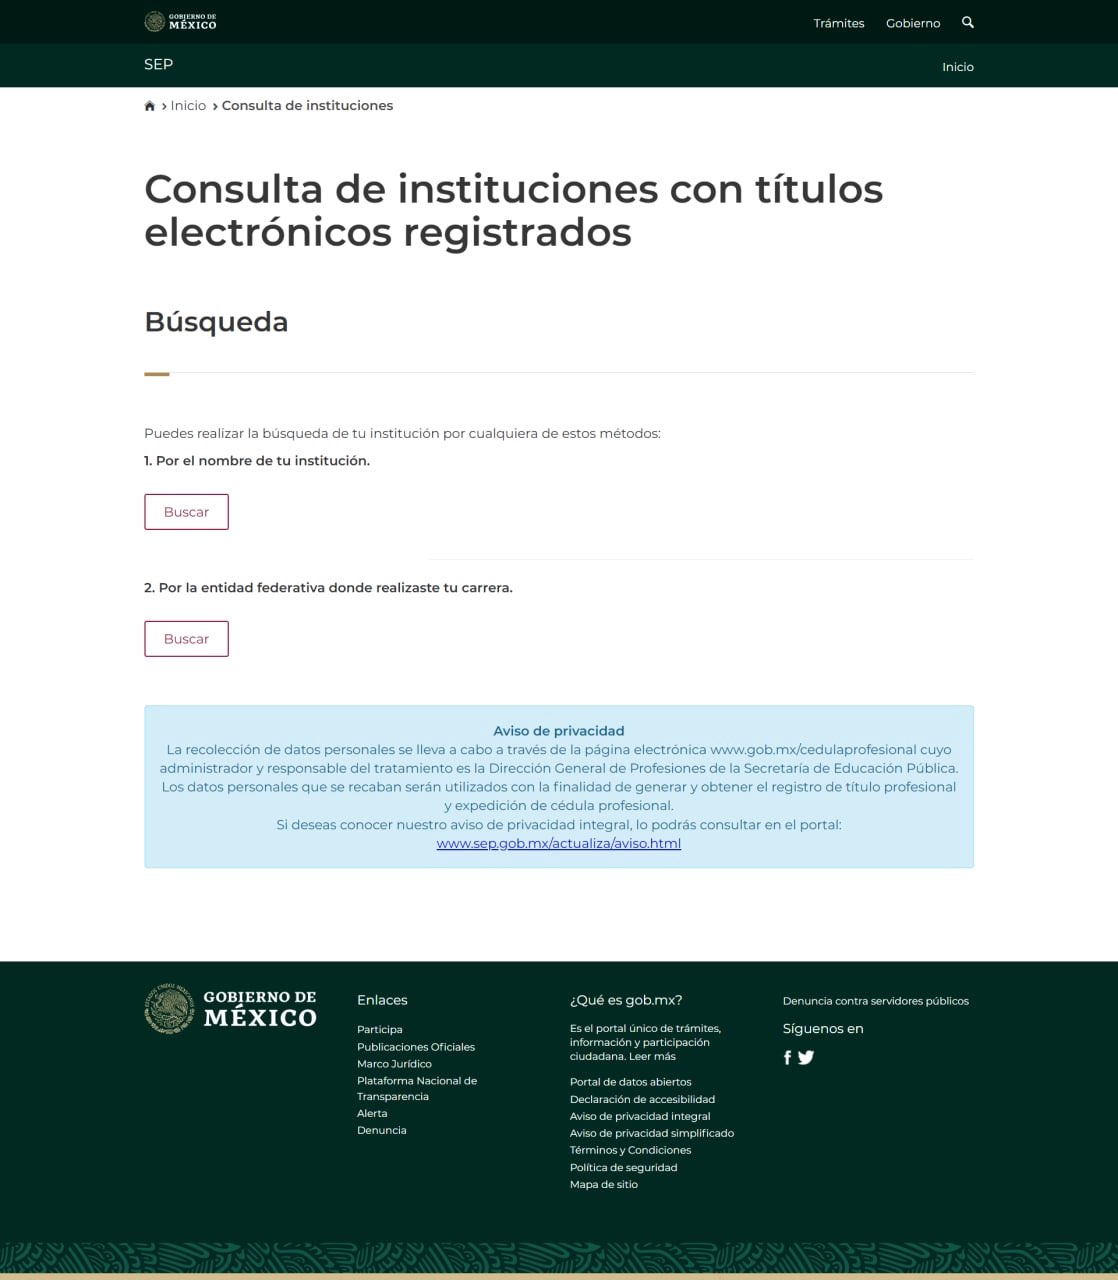 GOBIERNO DE
MÉXICO
Trámites
Gobierno
SEP
Inicio
Inicio
Consulta de instituciones
Consulta de instituciones con títulos
electrónicos registrados
Búsqueda
Puedes realizar la búsqueda de tu institución por cualquiera de estos métodos:
1. Por el nombre de tu institución.
Buscar
2. Por la entidad federativa donde realizaste tu carrera.
Buscar
Aviso de privacidad
La recolección de datos personales se lleva a cabo a través de la página electrónica www.gob.mx/cedulaprofesional cuyo
administrador y responsable del tratamiento es la Dirección General de Profesiones de la Secretaría de Educación Pública.
Los datos personales que se recaban serán utilizados con la finalidad de generar y obtener el registro de título profesional
y expedición de cédula profesional.
Si deseas conocer nuestro aviso de privacidad integral, lo podrás consultar en el portal:
www.sep.gob.mx/actualiza/aviso.html
GOBIERNO DE
MÉXICO
Enlaces
Participa
Publicaciones Oficiales
Marco Jurídico
Plataforma Nacional de
Transparencia
Alerta
Denuncia
¿Qué es gob.mx?
Es el portal único de trámites,
información y participación
ciudadana. Leer más
Portal de datos abiertos
Declaración de accesibilidad
Aviso de privacidad integral
Aviso de privacidad simplificado
Términos y Condiciones
Política de seguridad
Mapa de sitio
Denuncia contra servidores públicos
Síguenos en